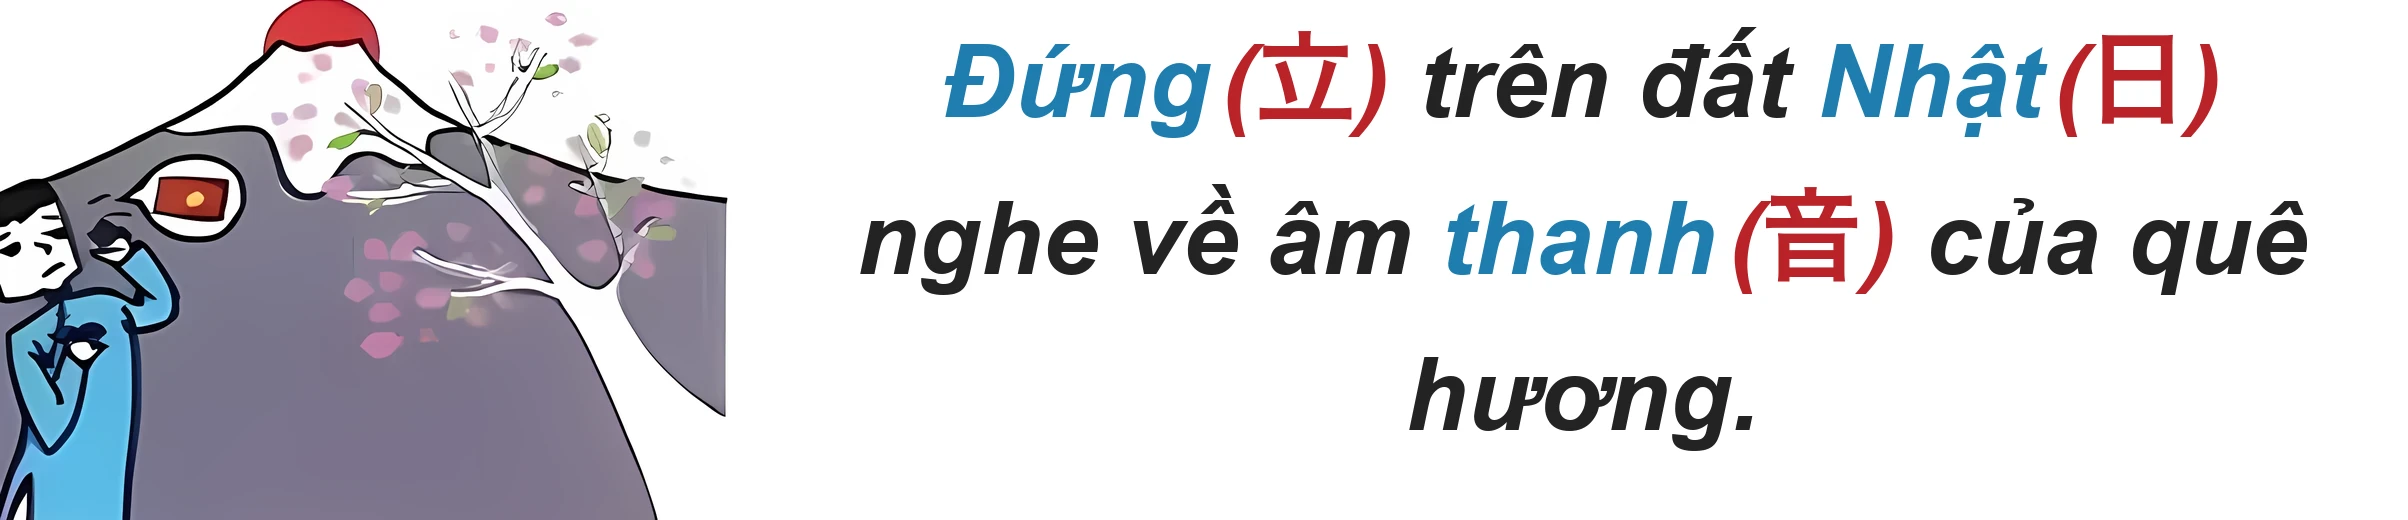 Đứng(立) trên đất Nhật(日)
nghe về âm thanh(音) của quê
hương.